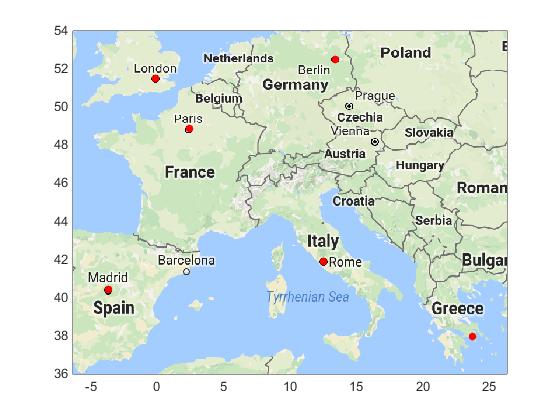 54
52
50
48
46
44
42
40
38
36
London
Netherlands
Berlin
Poland
Germany
Belgium
Prague
Paris
Czechia
Vienna
Slovakia
Austria
Hungary
France
Roman
Croatia
Serbia
Italy
Barcelona
Rome
Bulgar
Madrid
Tyrrhenian Sea
Spain
Greece
-5 0 5 10 15 20 25